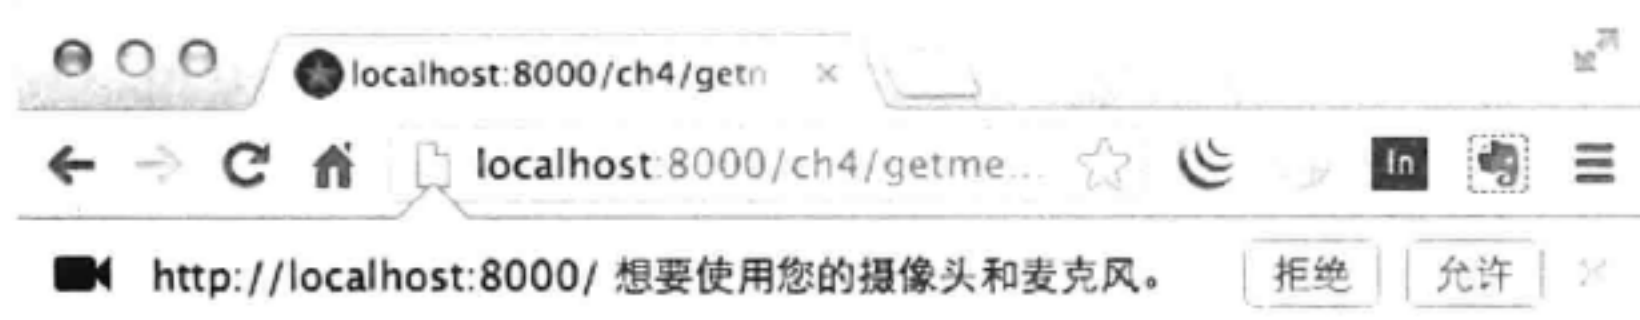 localhost:8000/ch4/getn
localhost:8000/ch4/getme... In
http://localhost:8000/ 想要使用您的摄像头和麦克风。 拒绝 允许